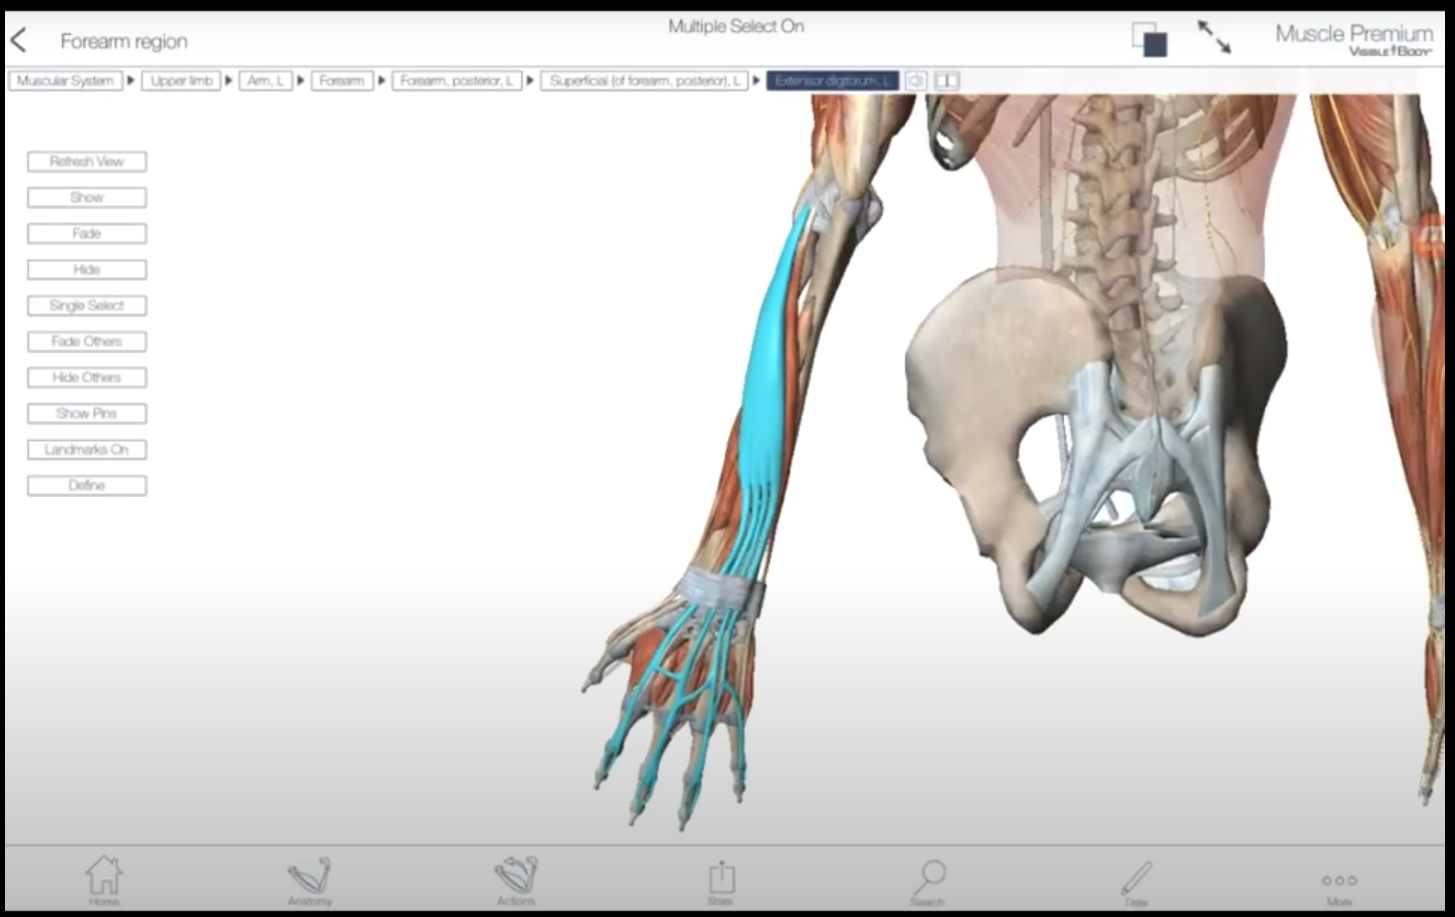 Multiple Select On
Forearm region
Muscle Premium
VISIBLE BODY
Muscular System
Upper limb
Arm, L
Forearm
Forearm, posterior, L
Superficial (of forearm, posterior), L
Extensor digitorum, L
Refresh View
Show
Fade
Hide
Single Select
Fade Others
Hide Others
Show Pins
Landmarks On
Define
Home
Anatomy
Actions
Share
Search
Draw
More